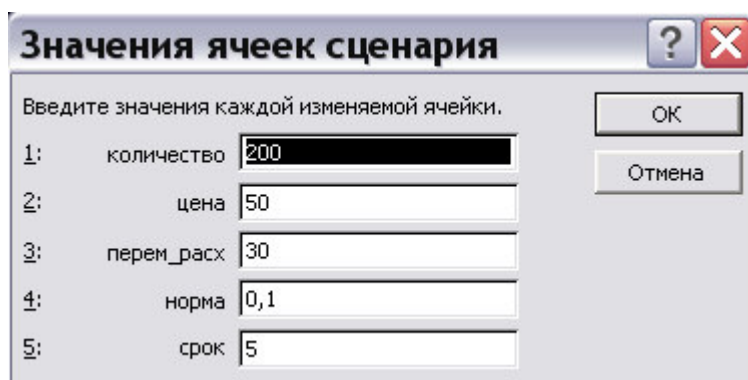 Значения ячеек сценария
Введите значения каждой изменяемой ячейки.
ОК
Отмена
1: количество 200
2: цена 50
3: перем_расх 30
4: норма 0,1
5: срок 5